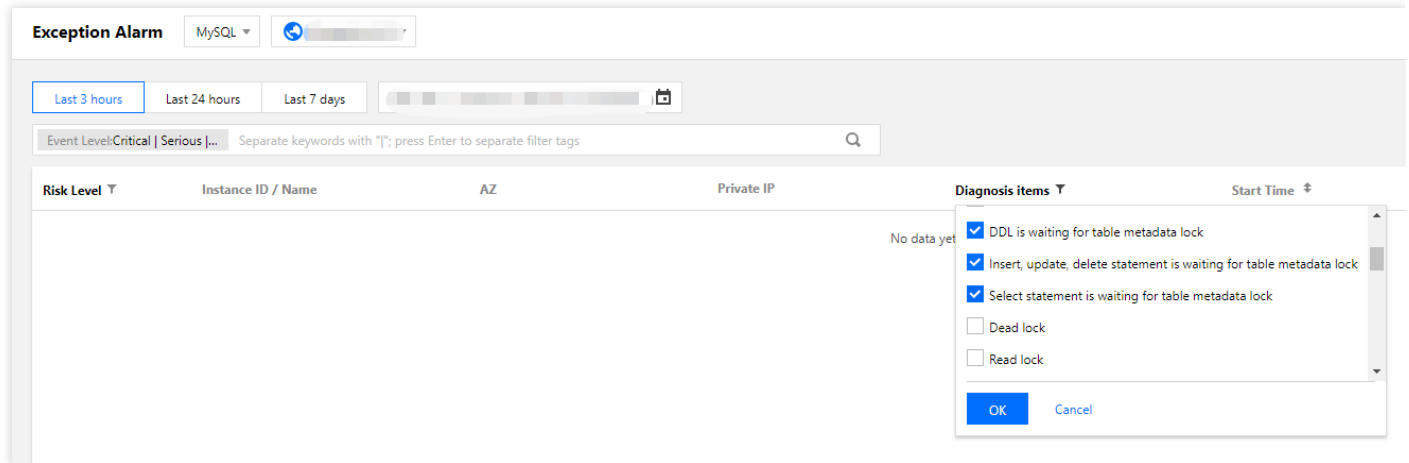 Exception Alarm MySQL
Last 3 hours Last 24 hours Last 7 days
Event Level:Critical | Serious |... Separate keywords with "|"; press Enter to separate filter tags
Risk Level Instance ID / Name AZ Private IP Diagnosis items Start Time
No data yet
DDL is waiting for table metadata lock
Insert, update, delete statement is waiting for table metadata lock
Select statement is waiting for table metadata lock
Dead lock
Read lock
OK Cancel